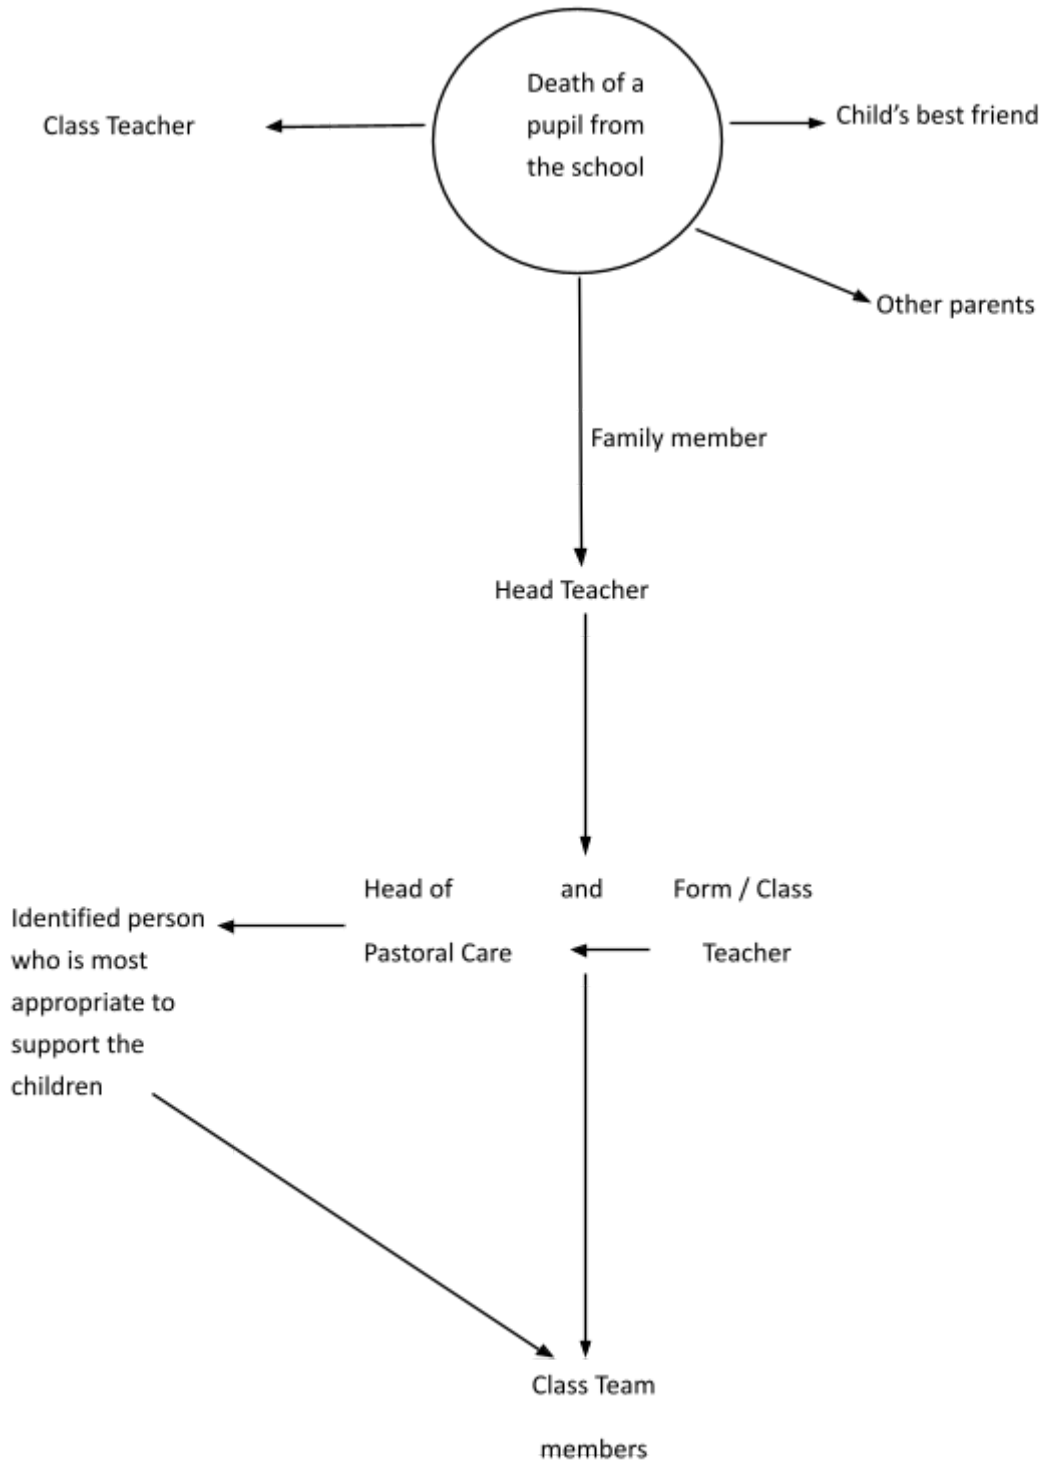 Death of a
pupil from
the school
Class Teacher
Child's best friend
Other parents
Family member
Head Teacher
Head of and Form / Class
Pastoral Care Teacher
Identified person
who is most
appropriate to
support the
children
Class Team
members